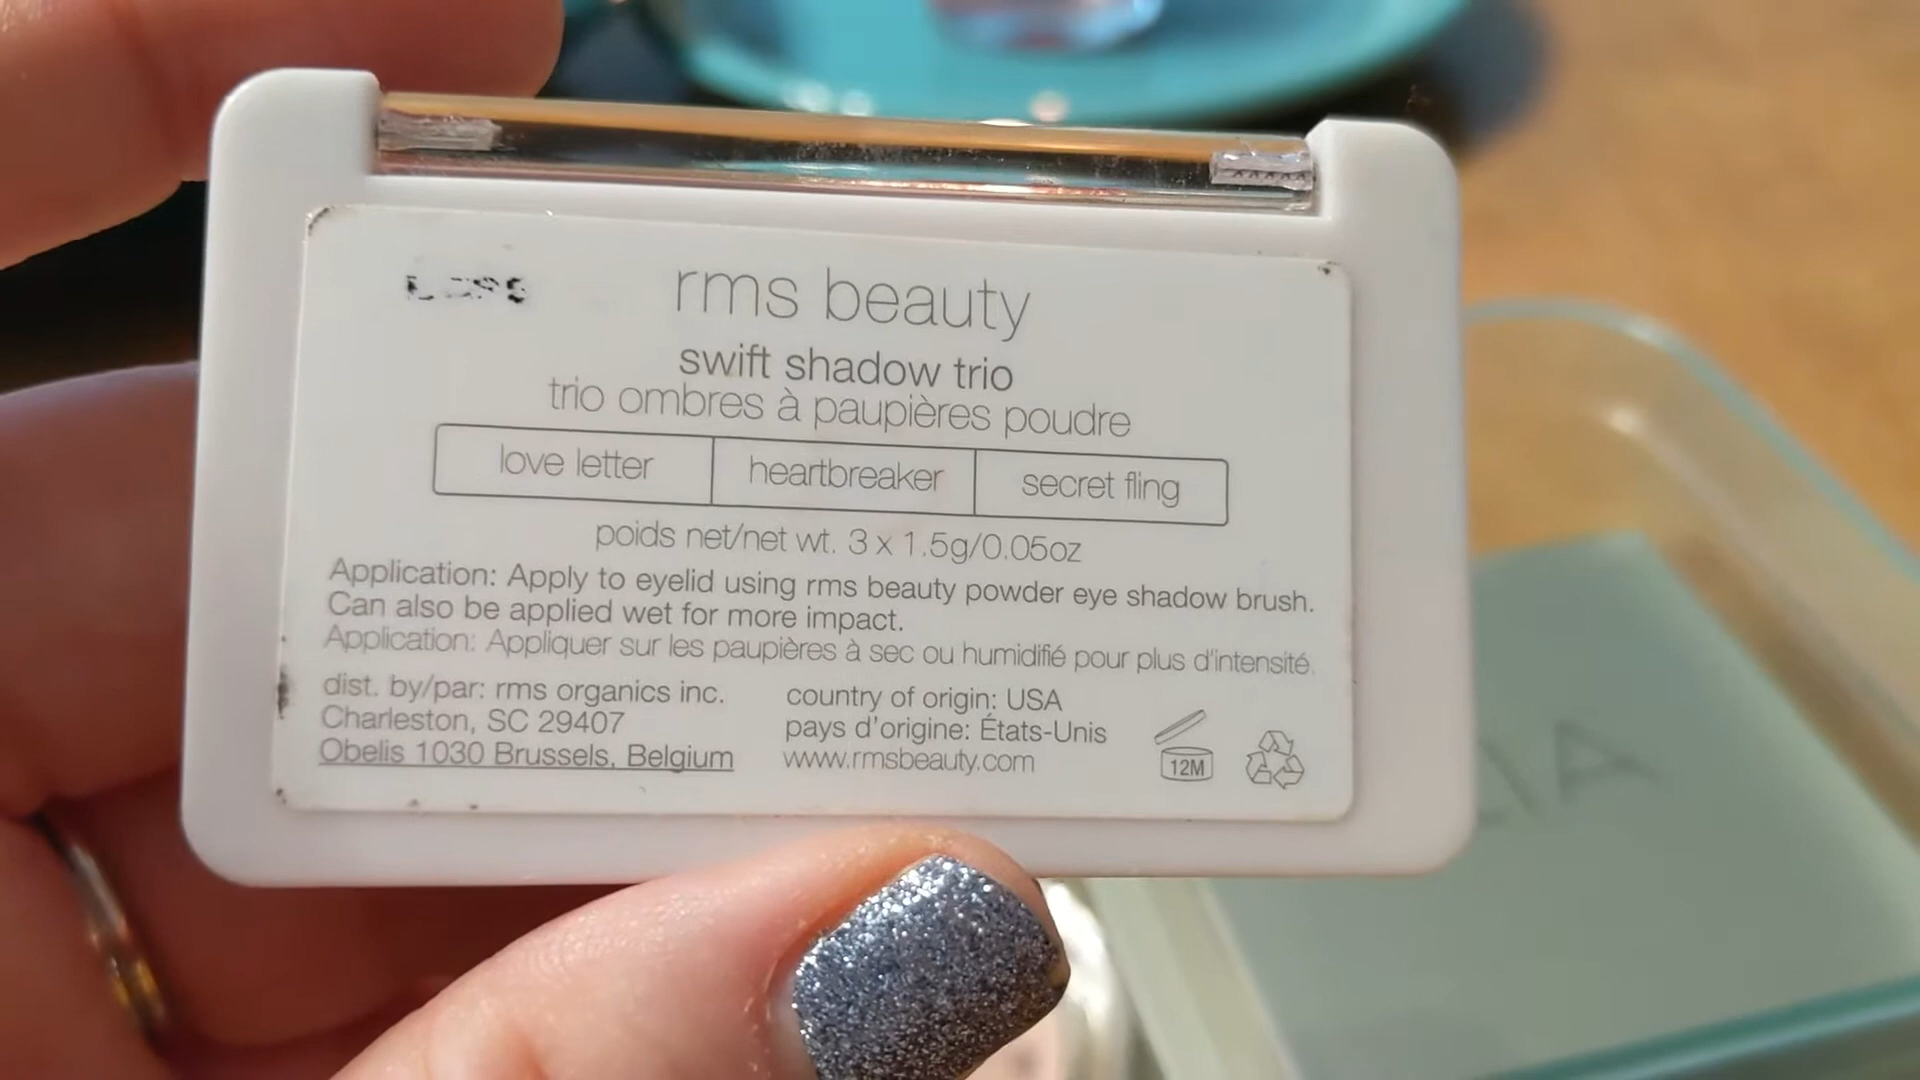 rms beauty
swift shadow trio
trio ombres à paupières poudre
love letter heartbreaker secret fling
poids net/net wt. 3 x 1.5g/0.05oz
Application: Apply to eyelid using rms beauty powder eye shadow brush.
Can also be applied wet for more impact.
Application: Appliquer sur les paupières à sec ou humidifié pour plus d'intensité.
dist. by/par: rms organics inc.
Charleston, SC 29407
Obelis 1030 Brussels, Belgium
country of origin: USA
pays d'origine: États-Unis
www.rmsbeauty.com
12M